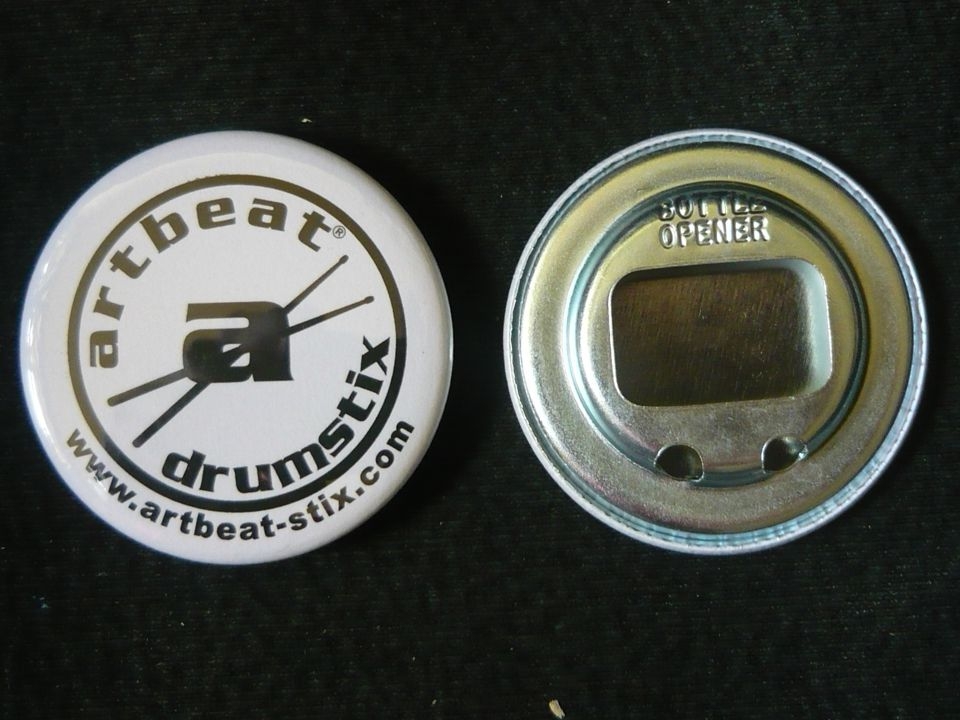 artbeat®
a
drumstix
www.artbeat-stix.com
BOTTLE
OPENER